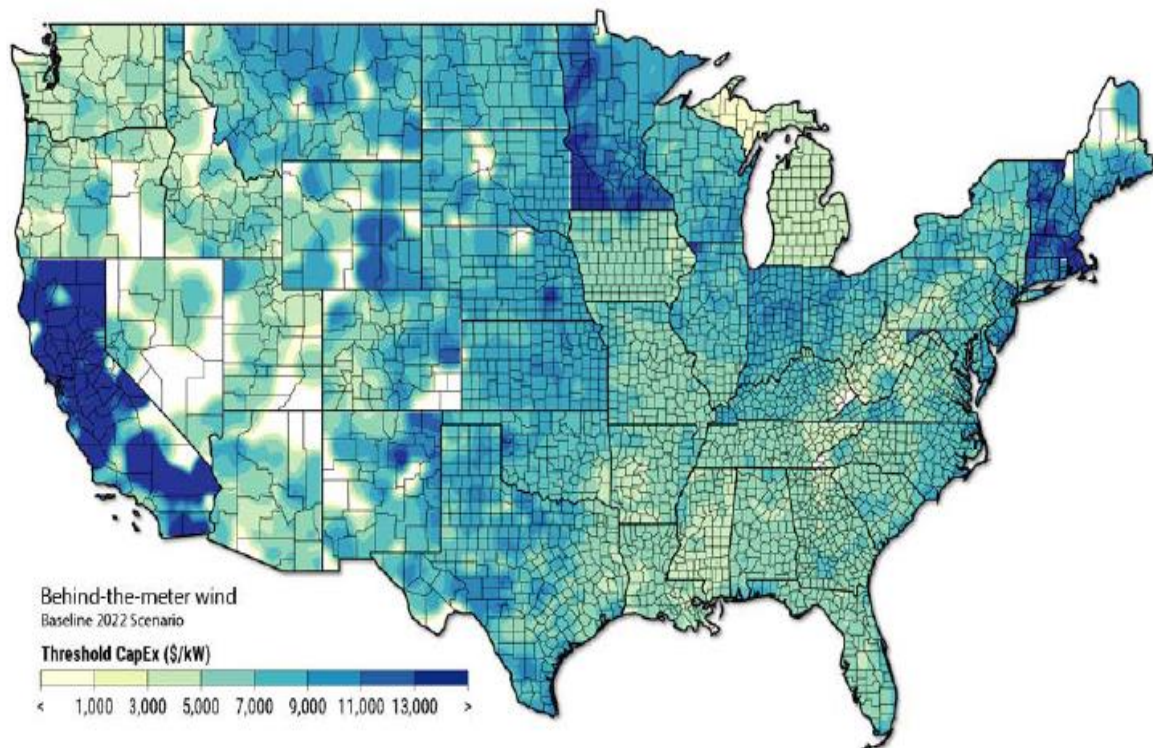 Behind-the-meter wind
Baseline 2022 Scenario
Threshold CapEx ($/kW)
< 1,000 3,000 5,000 7,000 9,000 11,000 13,000 >